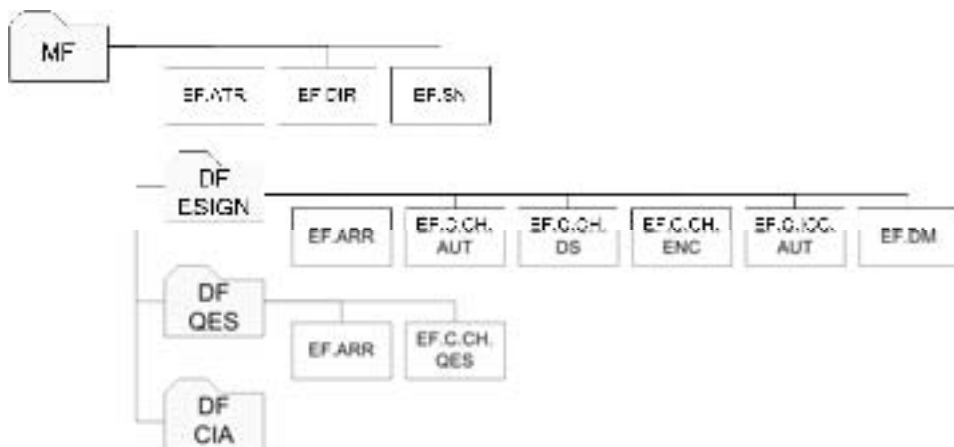 MF
EF.ATR
EF.DIR
EF.SN
DF
ESIGN
EF.ARR
EF.C.CH.
AUT
EF.C.CH.
DS
EF.C.CH.
ENC
EF.C.ICC.
AUT
EF.DM
DF
QES
EF.ARR
EF.C.CH.
QES
DF
CIA